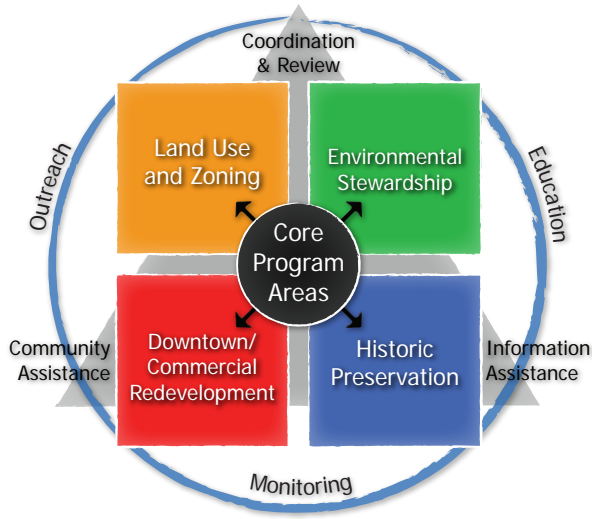 Coordination
& Review
Outreach
Education
Land Use
and Zoning
Environmental
Stewardship
Core
Program
Areas
Community
Assistance
Downtown/
Commercial
Redevelopment
Historic
Preservation
Information
Assistance
Monitoring